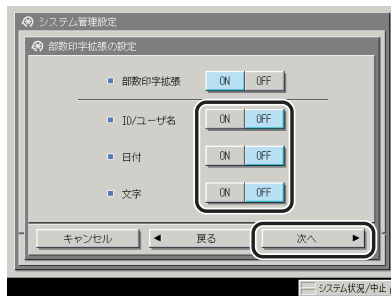 システム管理設定
部数印字拡張の設定
部数印字拡張 ON OFF
ID/ユーザ名 ON OFF
日付 ON OFF
文字 ON OFF
キャンセル 戻る 次へ
システム状況/中止